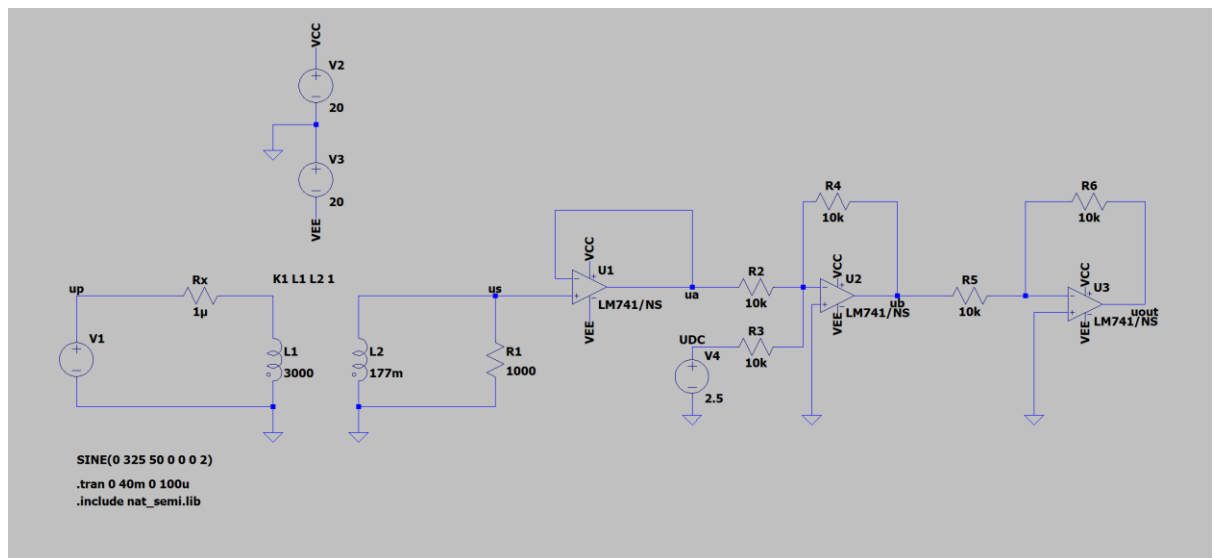 VCC
V2
20
V3
20
VEE
up
Rx
1µ
K1 L1 L2 1
us
V1
L1
3000
L2
177m
R1
1000
VCC
U1
LM741/NS
VEE
ua
R2
10k
UDC
R3
10k
V4
2.5
R4
10k
VCC
U2
LM741/NS
VEE
ub
R5
10k
R6
10k
VCC
U3
LM741/NS
VEE
uout
SINE(0 325 50 0 0 0 2)
.tran 0 40m 0 100u
.include nat_semi.lib